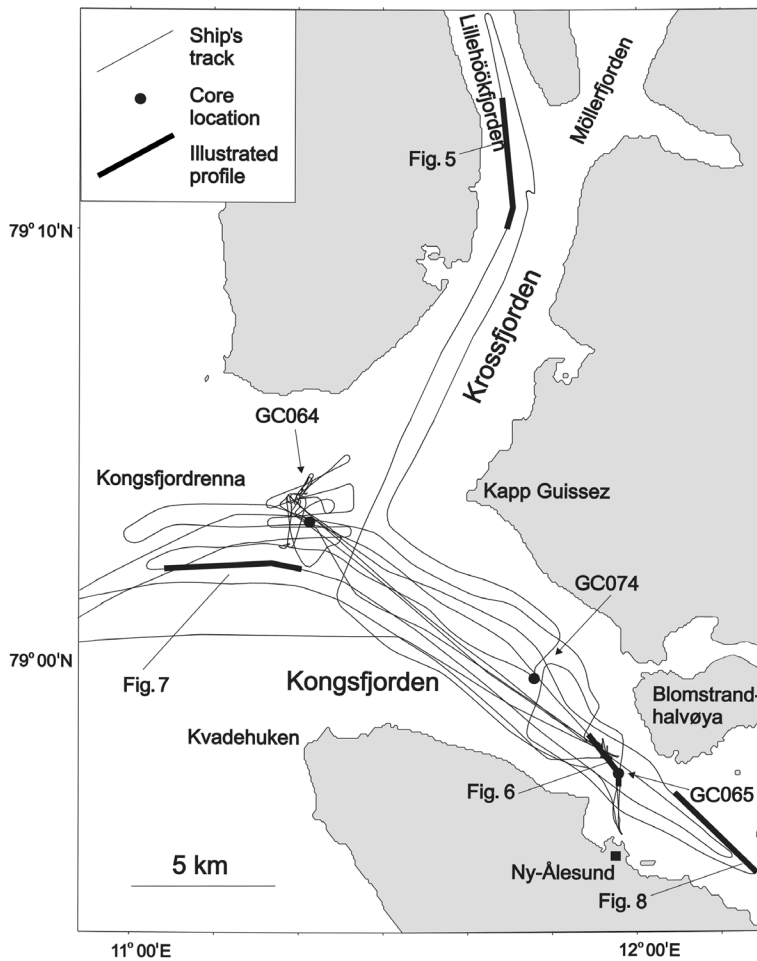 Ship's
track
Core
location
Illustrated
profile
Lillehöökfjorden
Möllerfjorden
Fig. 5
79° 10'N
Krossfjorden
GC064
Kongsfjordrenna
Kapp Guissez
GC074
79° 00'N
Fig. 7
Kongsfjorden
Blomstrand-
halvøya
Kvadehuken
Fig. 6
GC065
5 km
Ny-Ålesund
Fig. 8
11° 00'E
12° 00'E